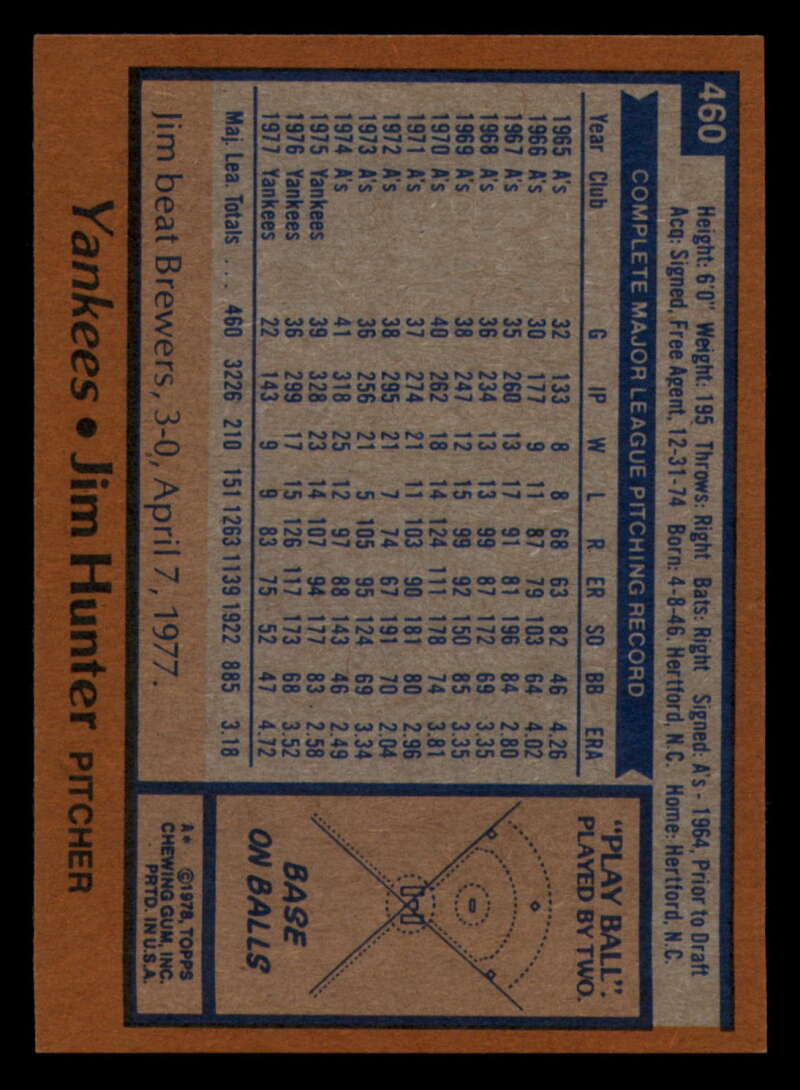 460
Height: 6'0" Weight: 195 Throws: Right Bats: Right Signed: A's - 1964, Prior to Draft
Acq: Signed, Free Agent, 12-31-74 Born: 4-8-46, Hertford, N.C. Home: Hertford, N.C.
COMPLETE MAJOR LEAGUE PITCHING RECORD
Year Club G IP W L R ER SO BB ERA
1965 A's 32 133 8 8 68 63 82 46 4.26
1966 A's 30 177 9 11 87 79 103 64 4.02
1967 A's 35 260 13 17 91 81 196 84 2.80
1968 A's 36 234 13 13 99 87 172 69 3.35
1969 A's 38 247 12 15 99 92 150 85 3.35
1970 A's 40 262 18 14 124 111 178 74 3.81
1971 A's 37 274 21 11 103 90 181 80 2.96
1972 A's 38 295 21 7 74 67 191 70 2.04
1973 A's 36 256 21 5 105 95 124 69 3.34
1974 A's 41 318 25 12 97 88 143 46 2.49
1975 Yankees 39 328 23 14 107 94 177 83 2.58
1976 Yankees 36 299 17 15 126 117 173 68 3.52
1977 Yankees 22 143 9 9 83 75 52 47 4.72
Maj. Lea. Totals .... 460 3226 210 151 1263 1139 1922 885 3.18
Jim beat Brewers, 3-0, April 7, 1977.
"PLAY BALL":
PLAYED BY TWO.
BASE
ON BALLS
A* ©1978, TOPPS
CHEWING GUM, INC.
PRTD. IN U.S.A.
Yankees • Jim Hunter PITCHER